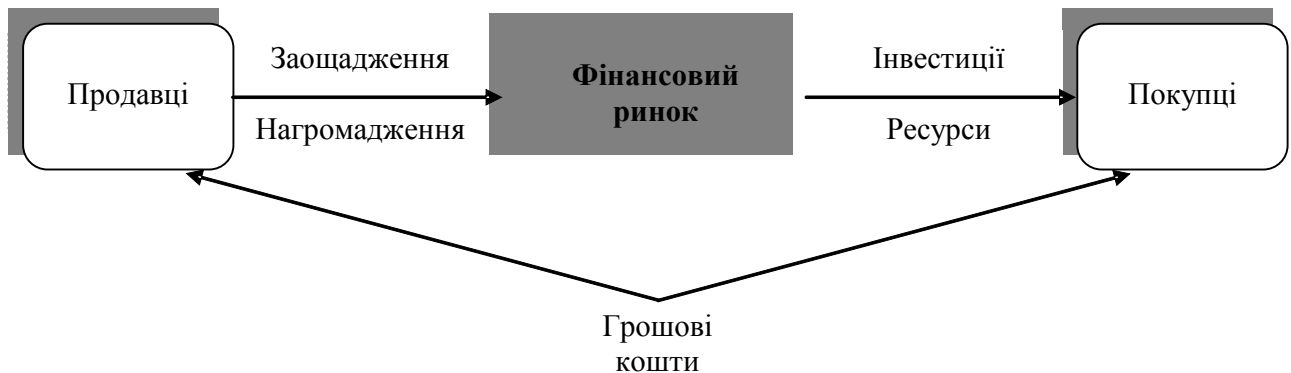 Продавці
Заощадження
Нагромадження
Фінансовий
ринок
Інвестиції
Ресурси
Покупці
Грошові
кошти